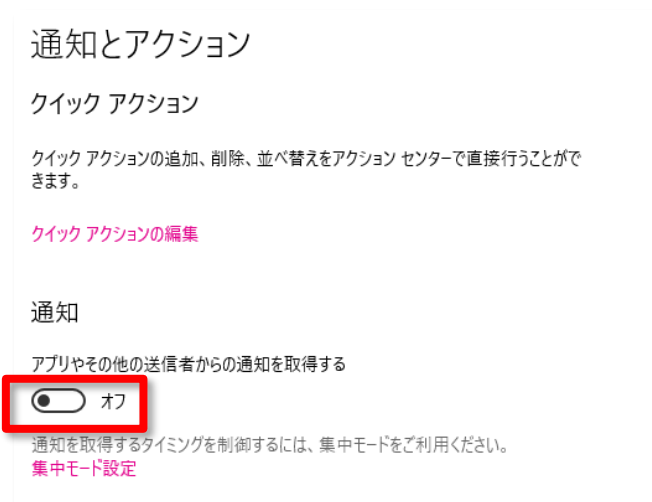 通知とアクション
クイック アクション
クイック アクションの追加、削除、並べ替えをアクション センターで直接行うことがで
きます。
クイック アクションの編集
通知
アプリやその他の送信者からの通知を取得する
オフ
通知を取得するタイミングを制御するには、集中モードをご利用ください。
集中モード設定